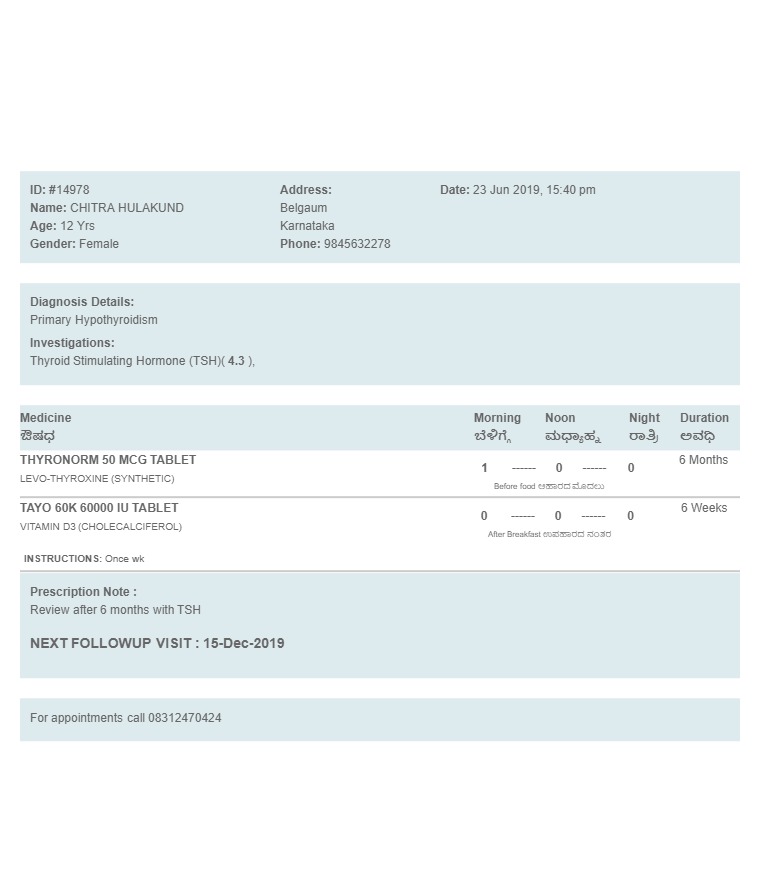 ID: #14978
Name: CHITRA HULAKUND
Age: 12 Yrs
Gender: Female
Address:
Belgaum
Karnataka
Phone: 9845632278
Date: 23 Jun 2019, 15:40 pm
Diagnosis Details:
Primary Hypothyroidism
Investigations:
Thyroid Stimulating Hormone (TSH)( 4.3 ),
Medicine Morning Noon Night Duration
ಔಷಧ ಬೆಳಿಗ್ಗೆ ಮಧ್ಯಾಹ್ನ ರಾತ್ರಿ ಅವಧಿ
THYRONORM 50 MCG TABLET 1 ------ 0 ------ 0 6 Months
LEVO-THYROXINE (SYNTHETIC) Before food ಆಹಾರದ ಮೊದಲು
TAYO 60K 60000 IU TABLET 0 ------ 0 ------ 0 6 Weeks
VITAMIN D3 (CHOLECALCIFEROL) After Breakfast ಉಪಹಾರದ ನಂತರ
INSTRUCTIONS: Once wk
Prescription Note :
Review after 6 months with TSH
NEXT FOLLOWUP VISIT : 15-Dec-2019
For appointments call 08312470424